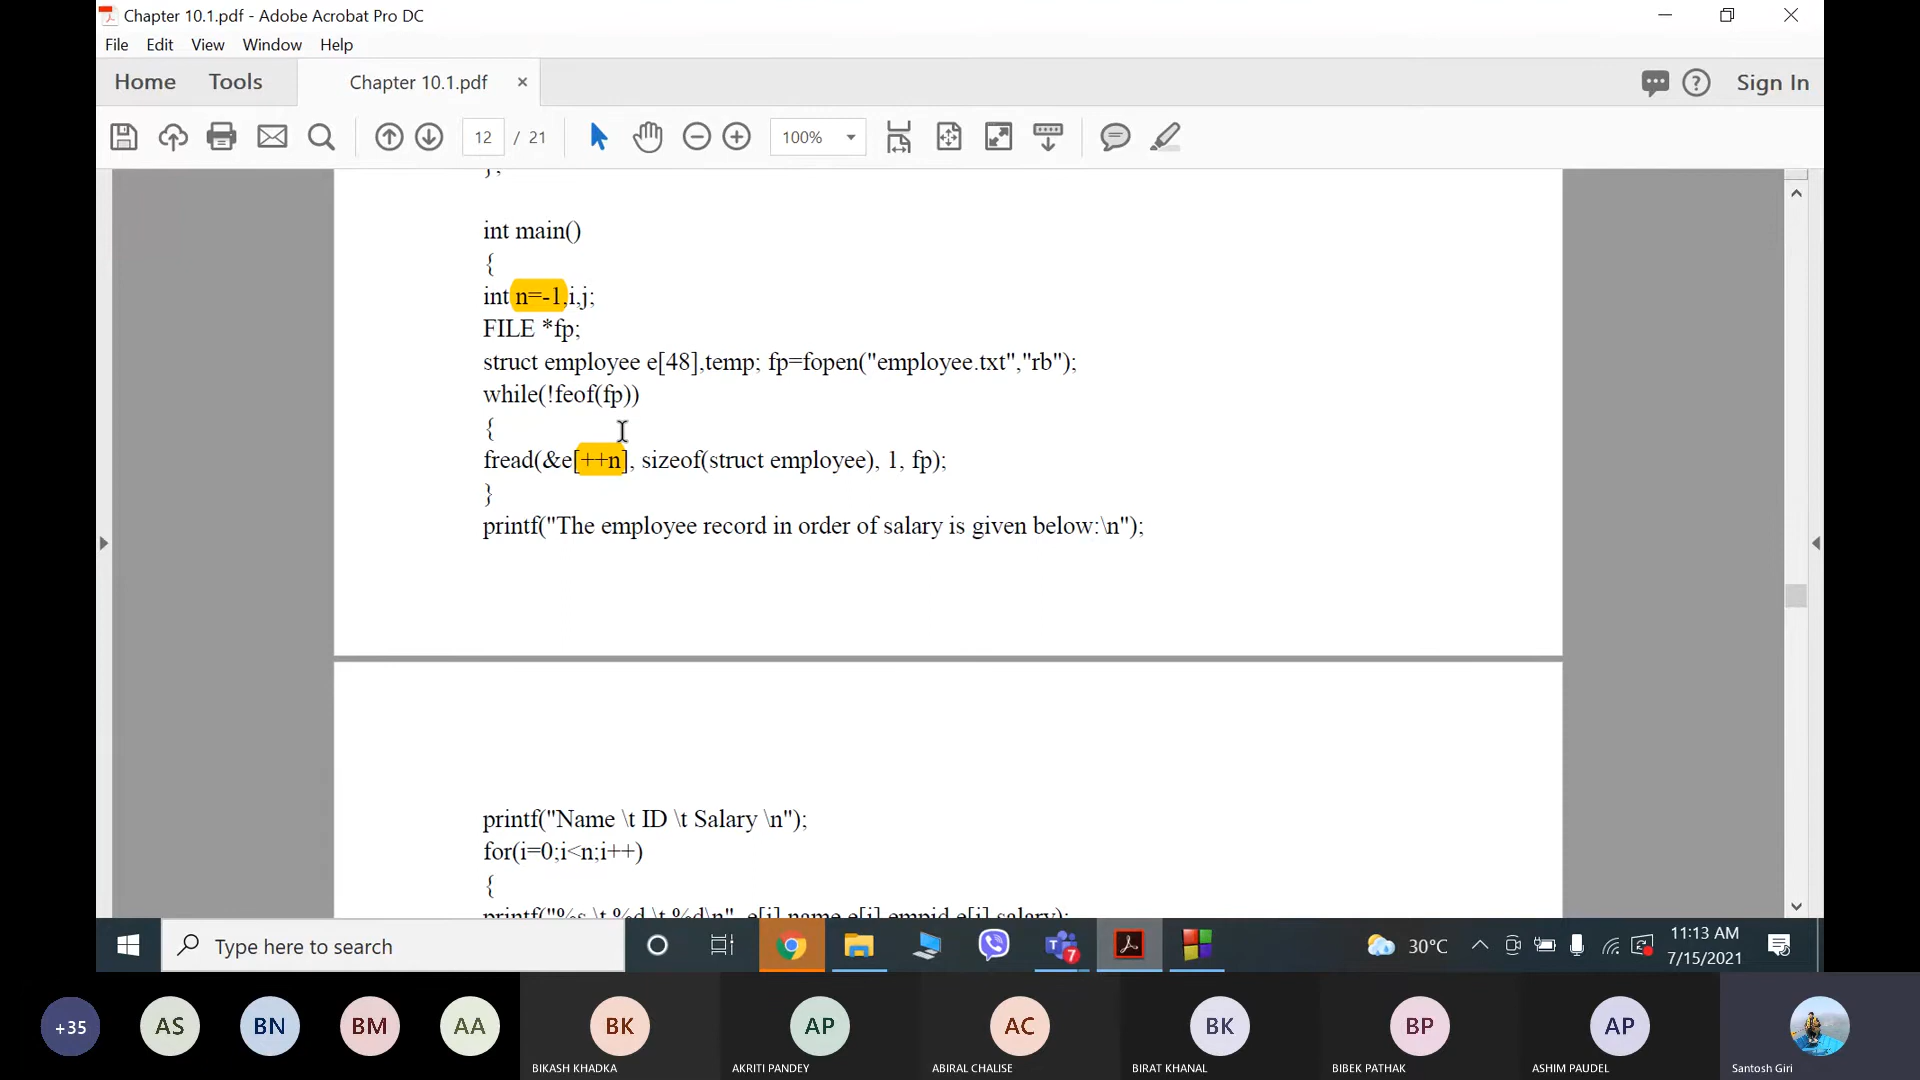 Chapter 10.1.pdf - Adobe Acrobat Pro DC
File Edit View Window Help
Home Tools Chapter 10.1.pdf × Sign In
12 / 21 100%
};
int main()
{
int n=-1,i,j;
FILE *fp;
struct employee e[48],temp; fp=fopen("employee.txt","rb");
while(!feof(fp))
{
fread(&e[++n], sizeof(struct employee), 1, fp);
}
printf("The employee record in order of salary is given below:\n");
printf("Name \t ID \t Salary \n");
for(i=0;i<n;i++)
{
printf("%s \t %d \t %d\n", e[i].name,e[i].empid,e[i].salary);
Type here to search
7
30°C
11:13 AM
7/15/2021
+35 AS BN BM AA BK AP AC BK BP AP
BIKASH KHADKA AKRITI PANDEY ABIRAL CHALISE BIRAT KHANAL BIBEK PATHAK ASHIM PAUDEL Santosh Giri